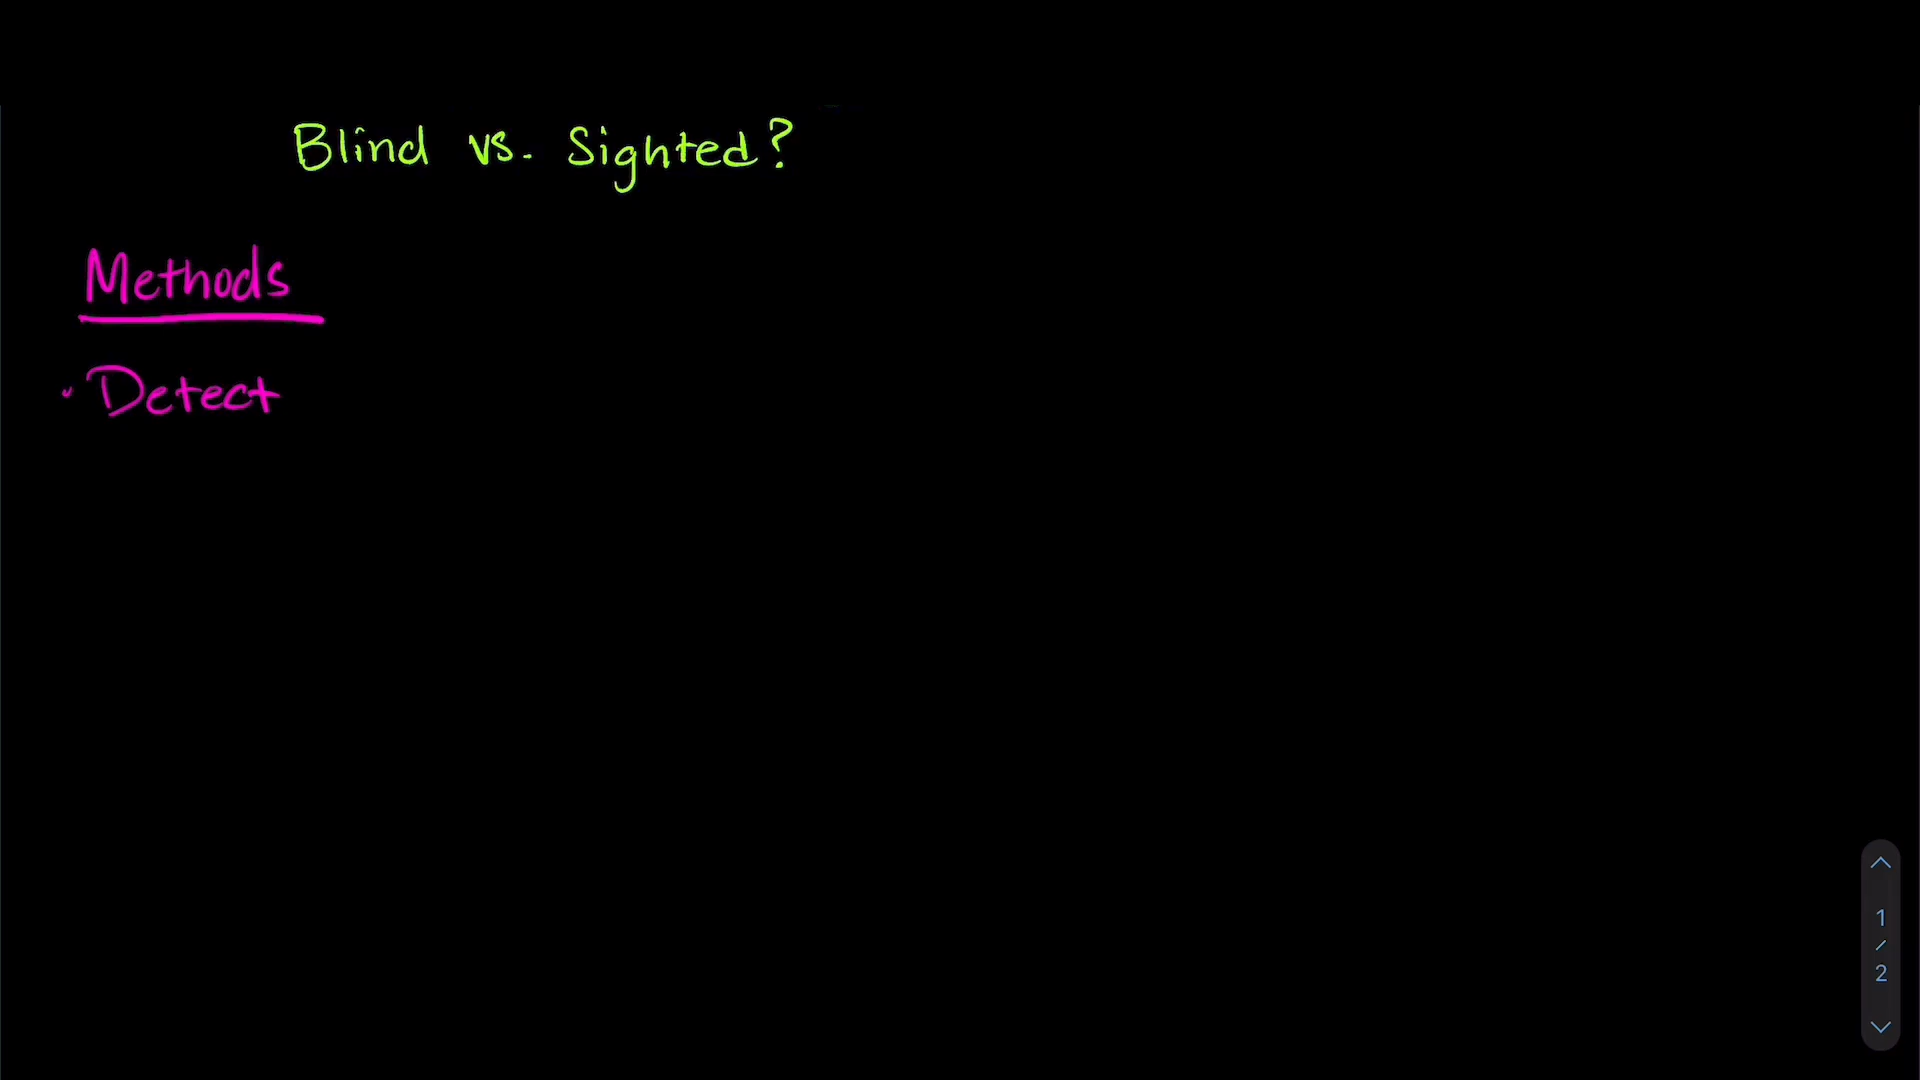 Blind vs. Sighted?
Methods
• Detect
1
/
2